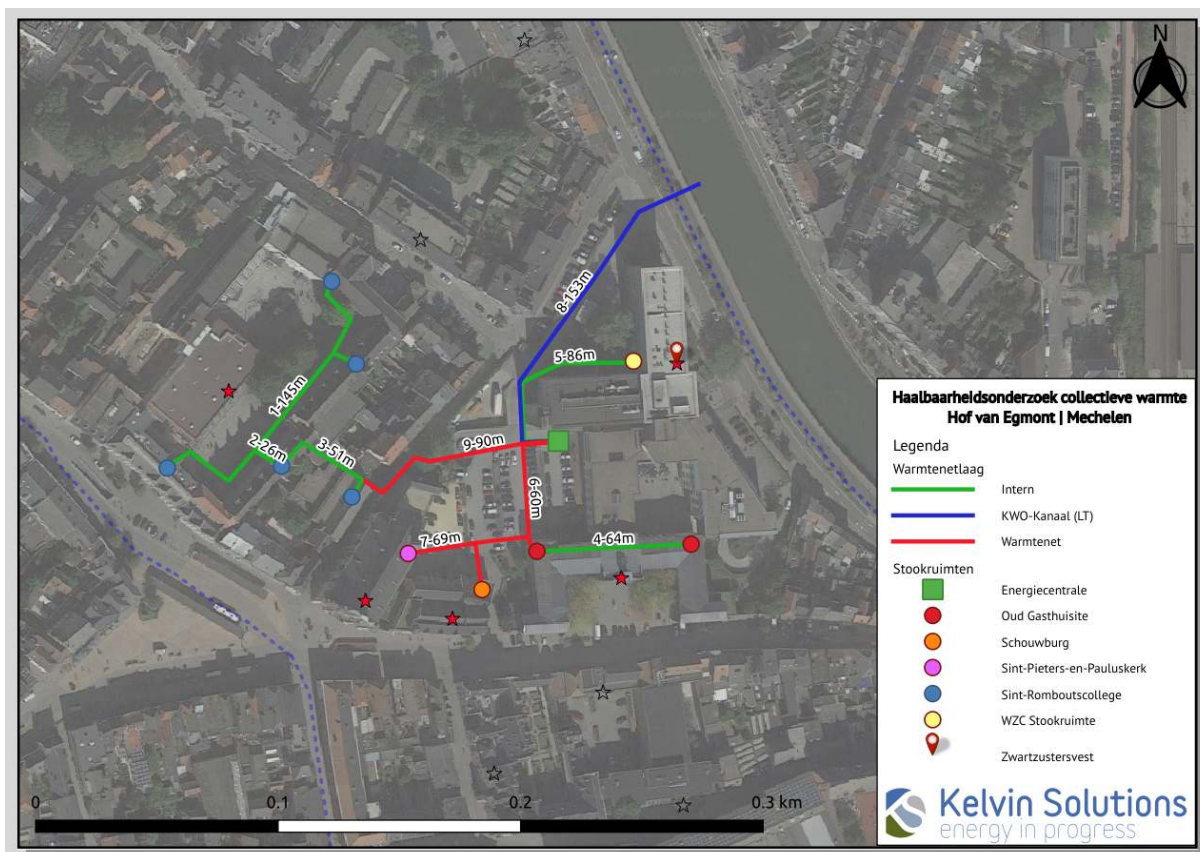 N
8-153m
5-86m
1-145m
2-26m
3-51m
9-90m
6-60m
7-69m
4-64m
0
0.1
0.2
0.3 km
Haalbaarheidsonderzoek collectieve warmte
Hof van Egmont | Mechelen
Legenda
Warmtenetlaag
Intern
KWO-Kanaal (LT)
Warmtenet
Stookruimten
Energiecentrale
Oud Gasthuisite
Schouwburg
Sint-Pieters-en-Pauluskerk
Sint-Romboutscollege
WZC Stookruimte
Zwartzustersvest
Kelvin Solutions
energy in progress